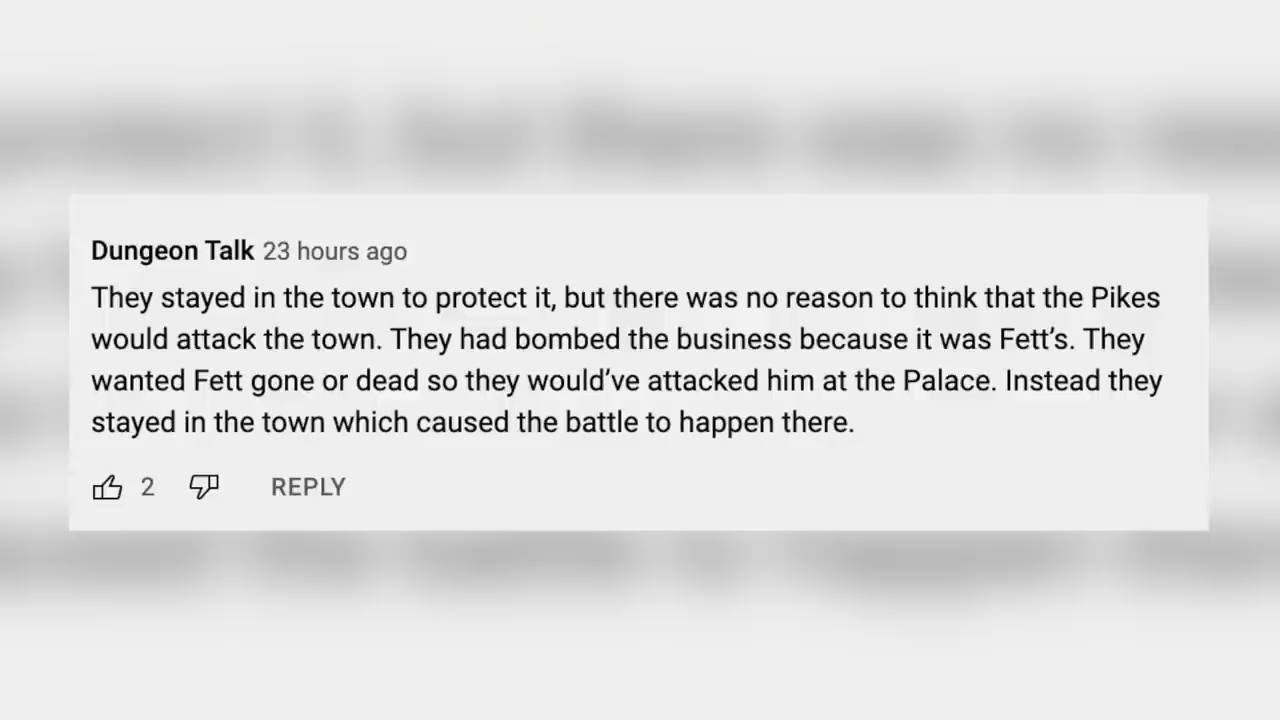 Dungeon Talk 23 hours ago
They stayed in the town to protect it, but there was no reason to think that the Pikes
would attack the town. They had bombed the business because it was Fett’s. They
wanted Fett gone or dead so they would’ve attacked him at the Palace. Instead they
stayed in the town which caused the battle to happen there.
2 REPLY